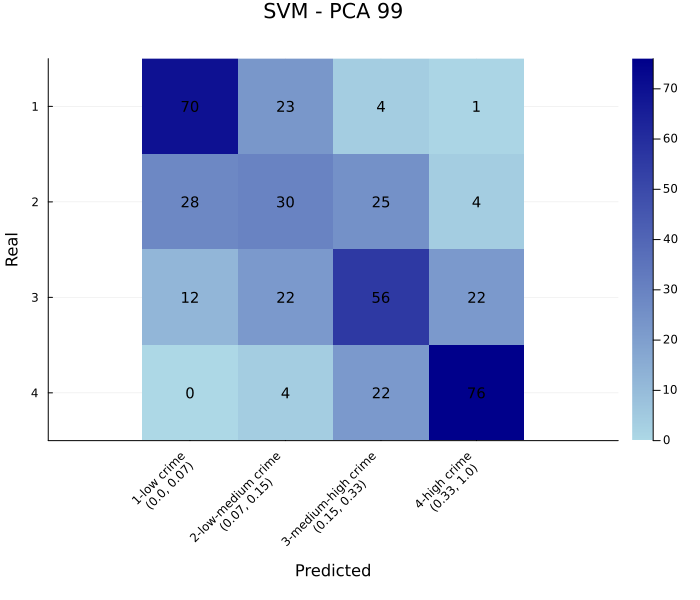 SVM - PCA 99
1 70 23 4 1
2 28 30 25 4
3 12 22 56 22
4 0 4 22 76
Real
1-low crime
(0.0, 0.07)
2-low-medium crime
(0.07, 0.15)
3-medium-high crime
(0.15, 0.33)
4-high crime
(0.33, 1.0)
Predicted
70
60
50
40
30
20
10
0